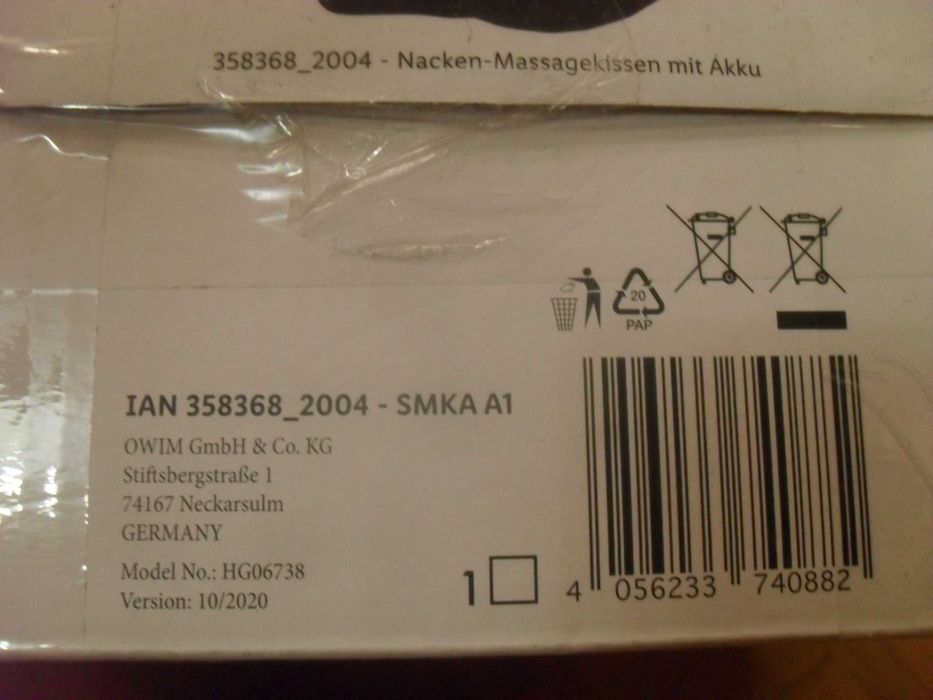 358368_2004 - Nacken-Massagekissen mit Akku
20
PAP
IAN 358368_2004 - SMKA A1
OWIM GmbH & Co. KG
Stiftsbergstraße 1
74167 Neckarsulm
GERMANY
Model No.: HG06738
Version: 10/2020
1
4 056233 740882